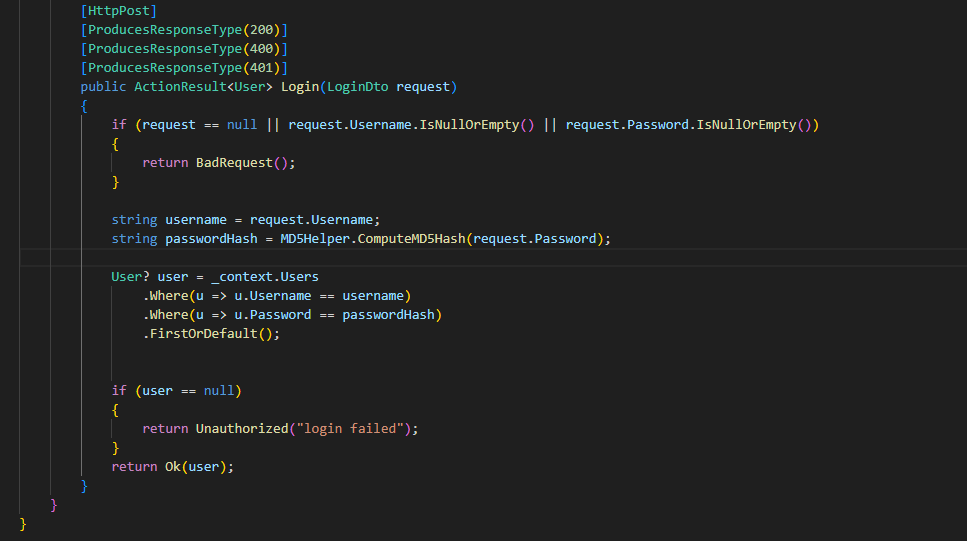 [HttpPost]
[ProducesResponseType(200)]
[ProducesResponseType(400)]
[ProducesResponseType(401)]
public ActionResult<User> Login(LoginDto request)
{
if (request == null || request.Username.IsNullOrEmpty() || request.Password.IsNullOrEmpty())
{
return BadRequest();
}
string username = request.Username;
string passwordHash = MD5Helper.ComputeMD5Hash(request.Password);
User? user = _context.Users
.Where(u => u.Username == username)
.Where(u => u.Password == passwordHash)
.FirstOrDefault();
if (user == null)
{
return Unauthorized("login failed");
}
return Ok(user);
}
}
}